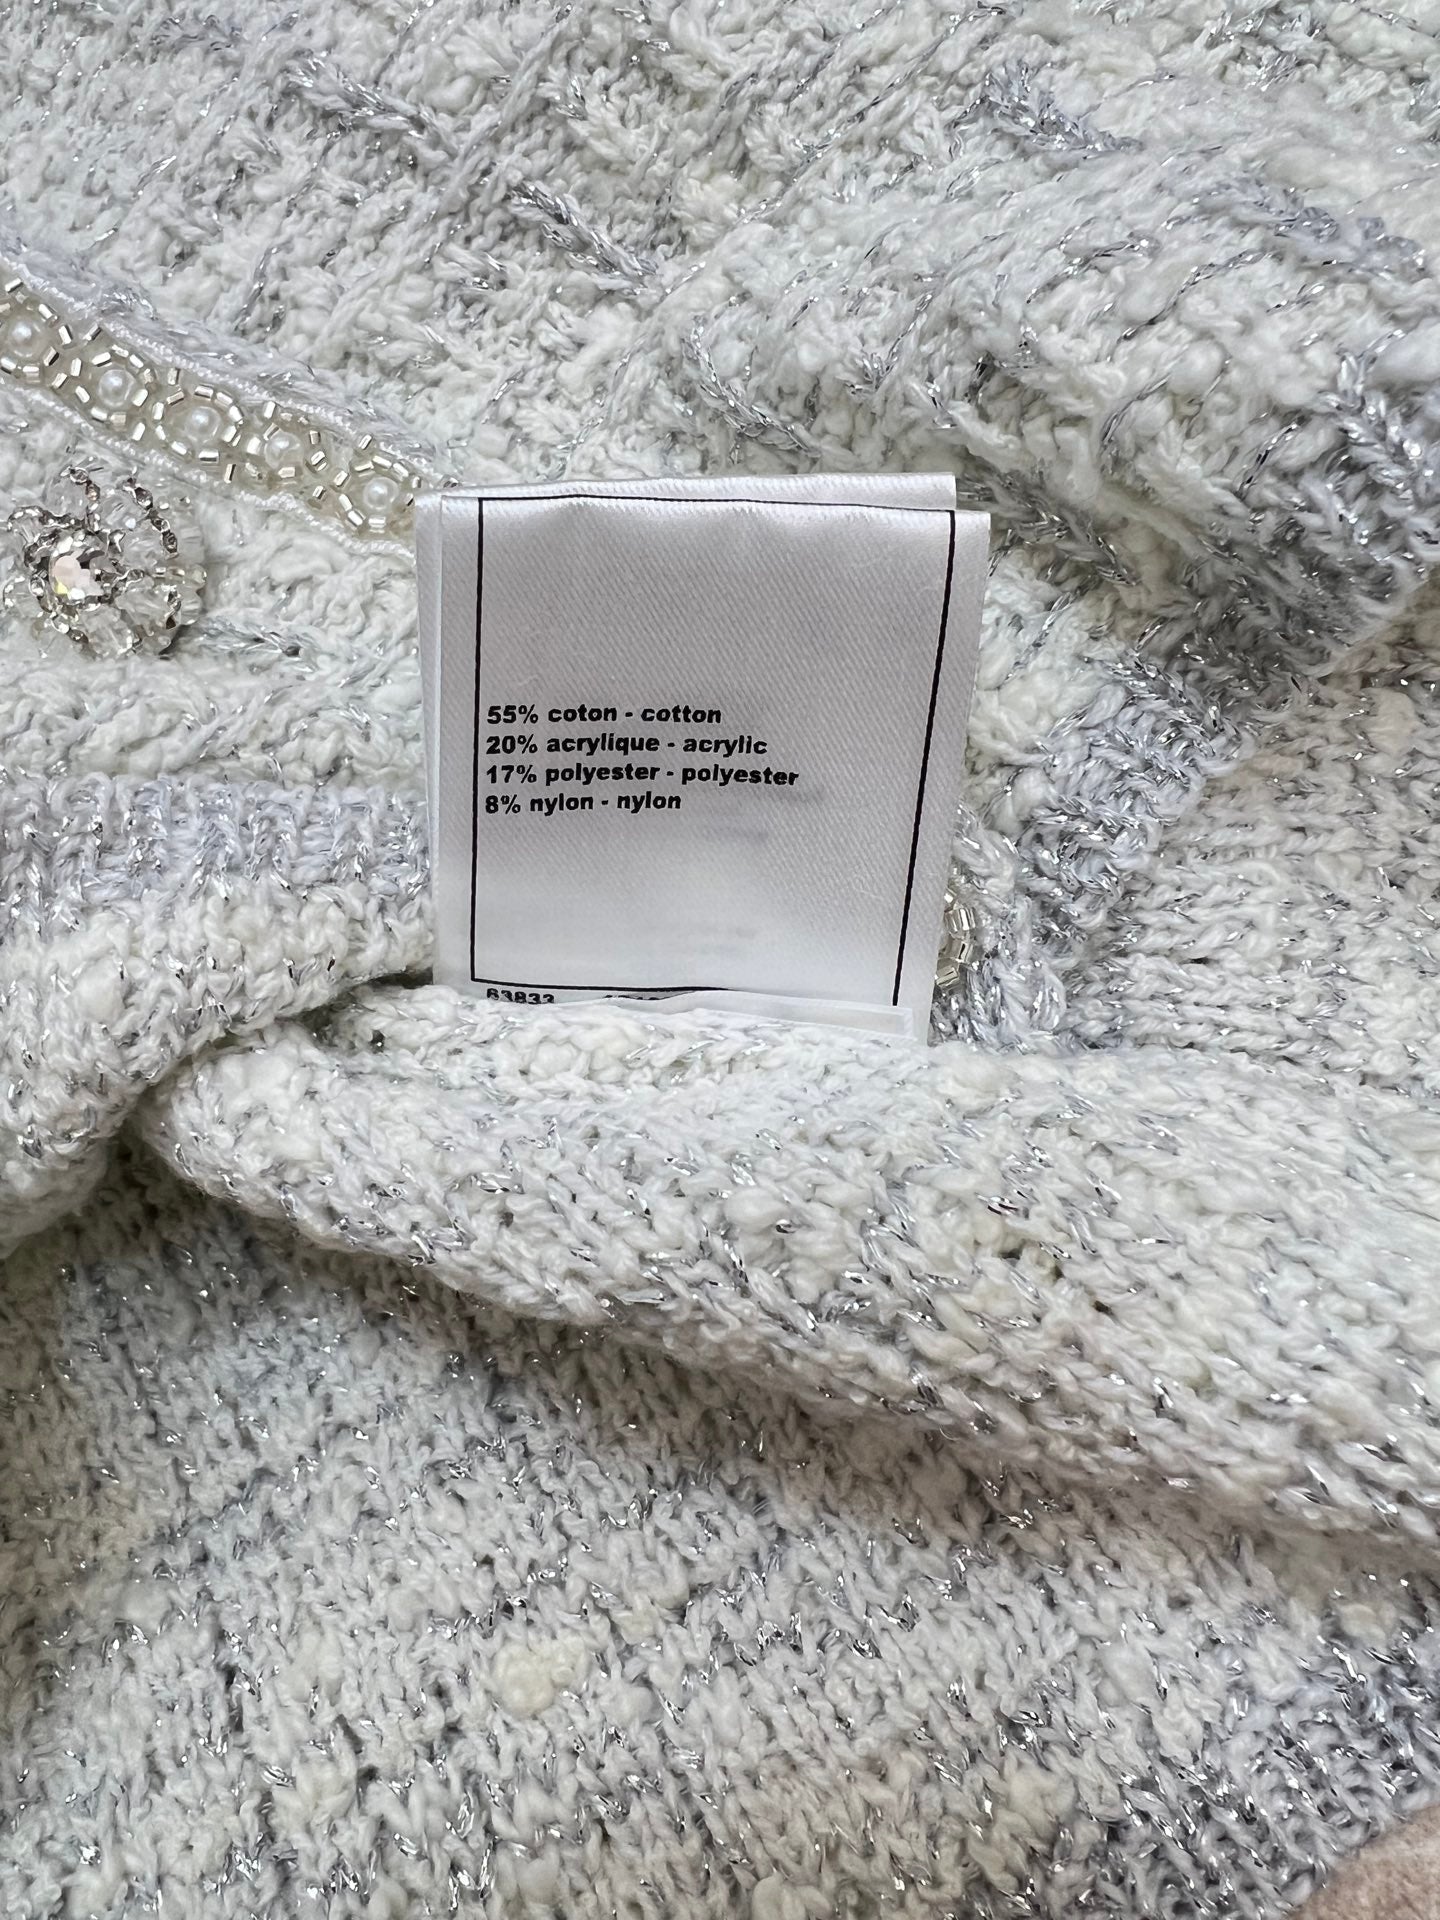 55% coton - cotton
20% acrylique - acrylic
17% polyester - polyester
8% nylon - nylon
63833